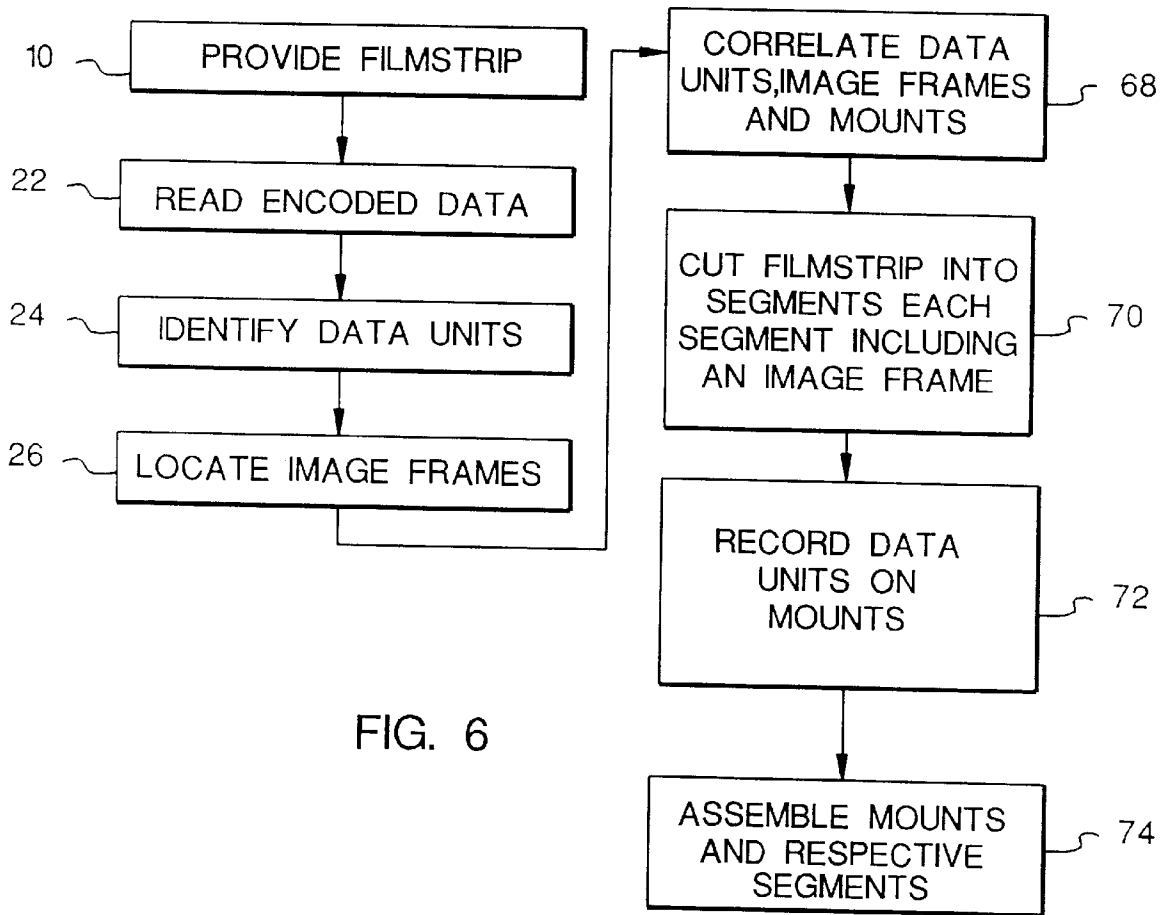 10
PROVIDE FILMSTRIP
22
READ ENCODED DATA
24
IDENTIFY DATA UNITS
26
LOCATE IMAGE FRAMES
CORRELATE DATA
UNITS,IMAGE FRAMES
AND MOUNTS
68
CUT FILMSTRIP INTO
SEGMENTS EACH
SEGMENT INCLUDING
AN IMAGE FRAME
70
RECORD DATA
UNITS ON
MOUNTS
72
ASSEMBLE MOUNTS
AND RESPECTIVE
SEGMENTS
74
FIG. 6